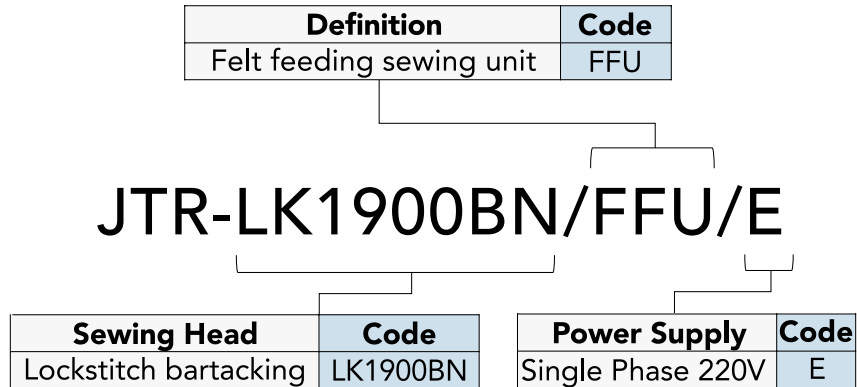 Definition Code
Felt feeding sewing unit FFU
JTR-LK1900BN/FFU/E
Sewing Head Code
Lockstitch bartacking LK1900BN
Power Supply Code
Single Phase 220V E